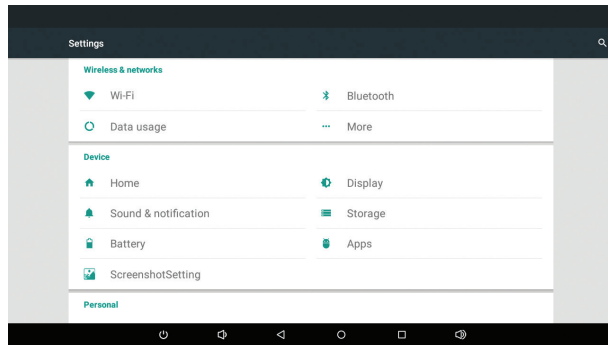 Settings
Wireless & networks
Wi-Fi
Bluetooth
Data usage
More
Device
Home
Display
Sound & notification
Storage
Battery
Apps
ScreenshotSetting
Personal